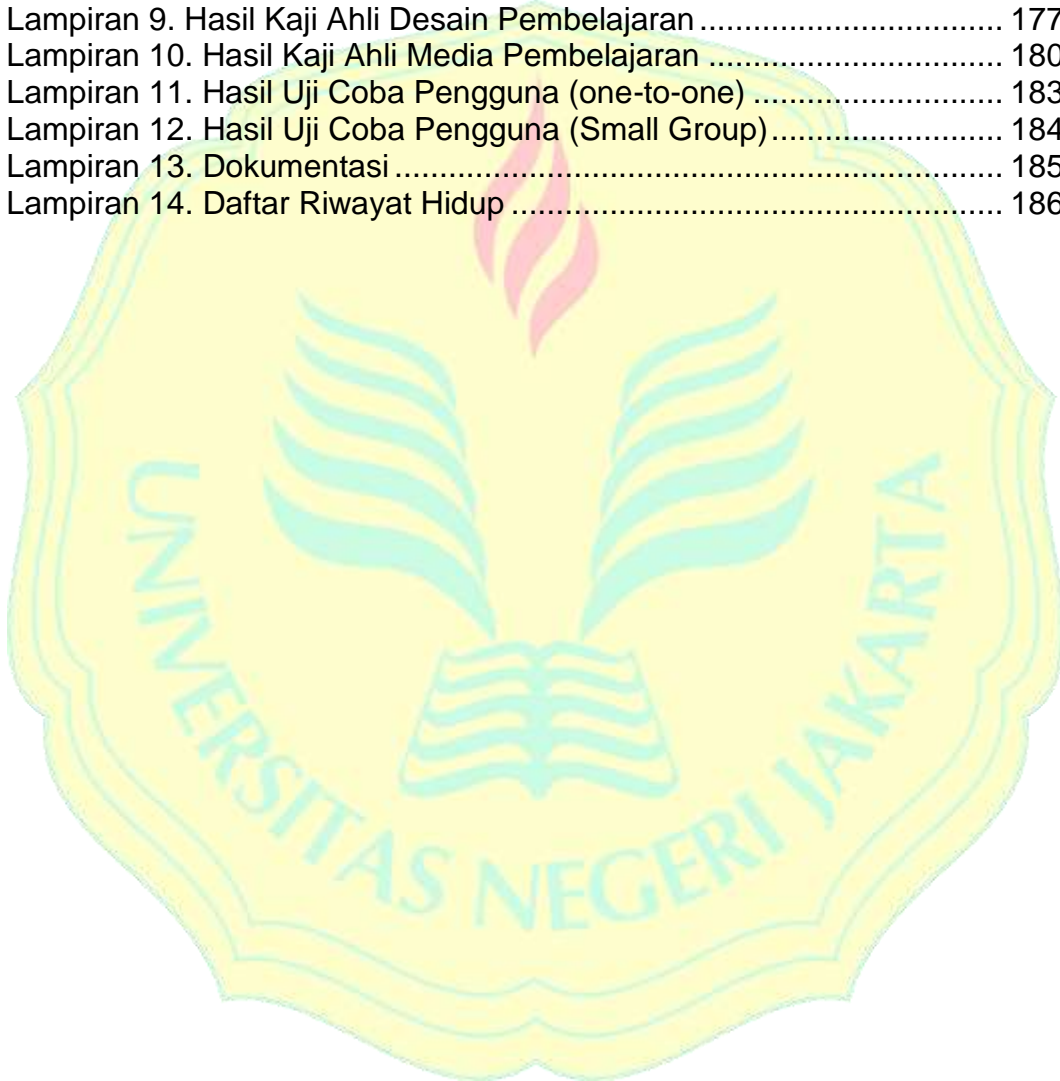 Lampiran 9. Hasil Kaji Ahli Desain Pembelajaran ................................ 177
Lampiran 10. Hasil Kaji Ahli Media Pembelajaran ............................... 180
Lampiran 11. Hasil Uji Coba Pengguna (one-to-one) ........................... 183
Lampiran 12. Hasil Uji Coba Pengguna (Small Group) ......................... 184
Lampiran 13. Dokumentasi ................................................................. 185
Lampiran 14. Daftar Riwayat Hidup .................................................... 186
UNIVERSITAS NEGERI JAKARTA